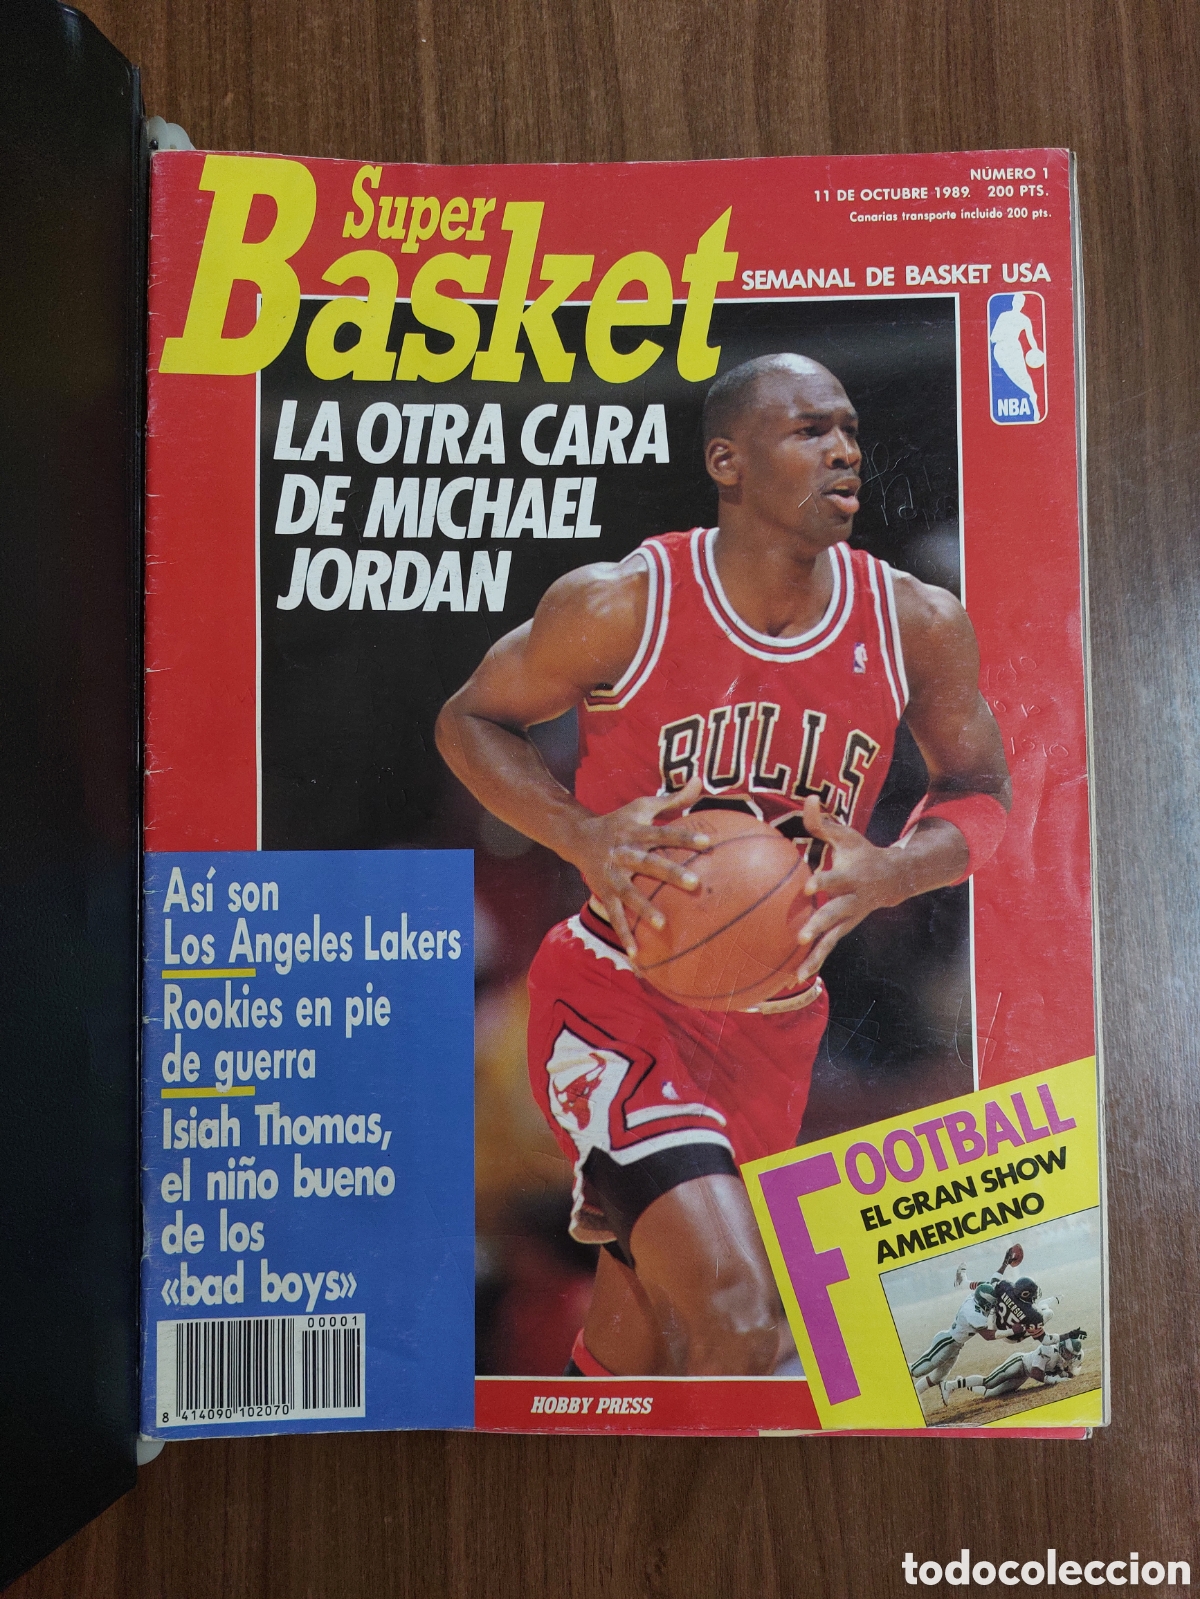 Super
Basket
NÚMERO 1
11 DE OCTUBRE 1989. 200 PTS.
Canarias transporte incluido 200 pts.
SEMANAL DE BASKET USA
NBA
LA OTRA CARA
DE MICHAEL
JORDAN
BULLS
Así son
Los Angeles Lakers
Rookies en pie
de guerra
Isiah Thomas,
el niño bueno
de los
«bad boys»
00001
8 414090 102070
FOOTBALL
EL GRAN SHOW
AMERICANO
ANDERSON
35
HOBBY PRESS
todocoleccion